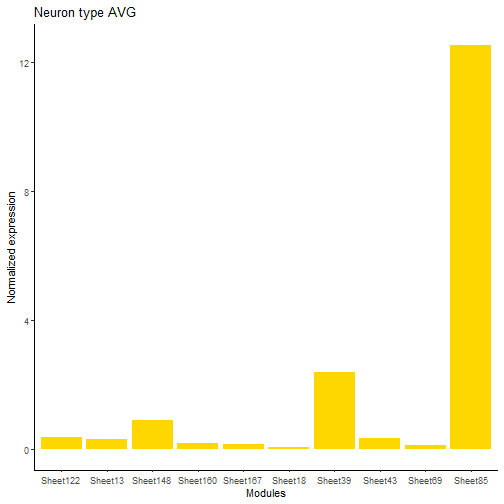 Neuron type AVG
Normalized expression
12
8
4
0
Sheet122 Sheet13 Sheet148 Sheet160 Sheet167 Sheet18 Sheet39 Sheet43 Sheet69 Sheet85
Modules